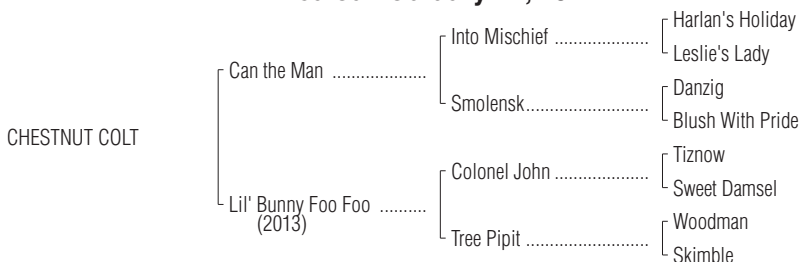 Harlan's Holiday
Into Mischief ....................
Leslie's Lady
Can the Man ....................
Danzig
Smolensk..........................
Blush With Pride
CHESTNUT COLT
Tiznow
Colonel John ....................
Sweet Damsel
Lil' Bunny Foo Foo ..........
(2013)
Woodman
Tree Pipit ..........................
Skimble